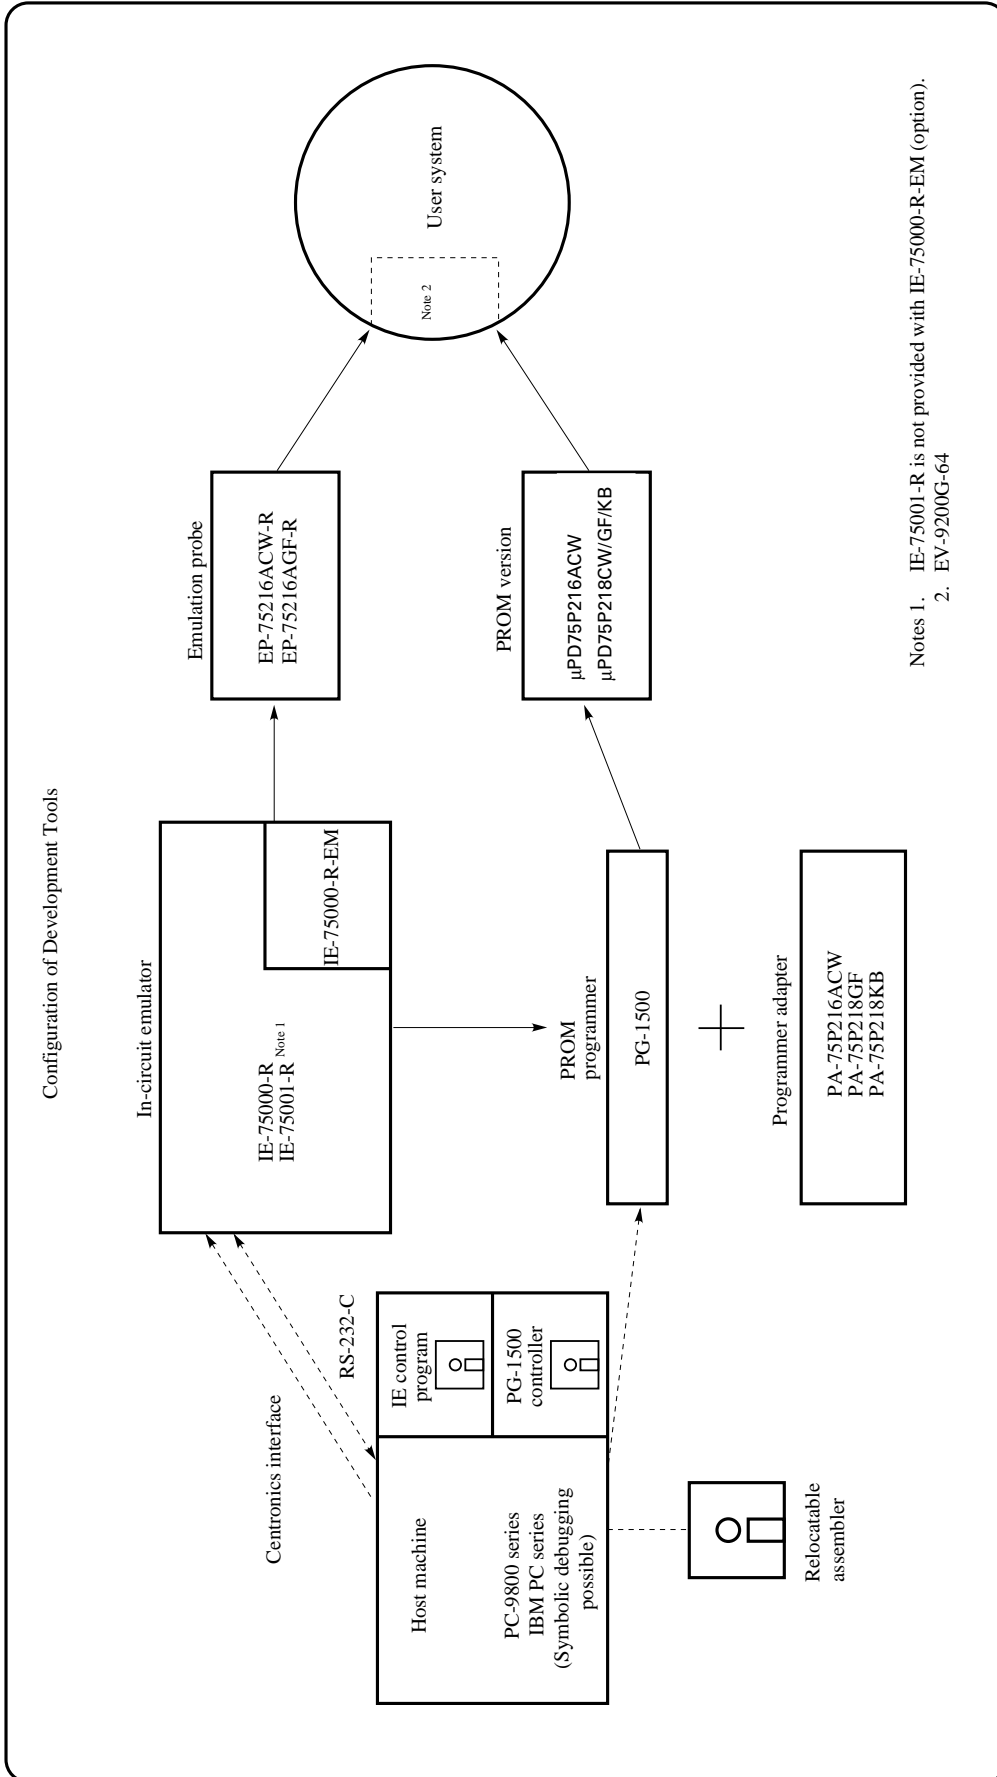 Configuration of Development Tools
In-circuit emulator
Centronics interface
RS-232-C
IE-75000-R
IE-75001-R Note 1
IE-75000-R-EM
Emulation probe
EP-75216ACW-R
EP-75216AGF-R
User system
Note 2
Host machine
PC-9800 series
IBM PC series
(Symbolic debugging
possible)
IE control
program
PG-1500
controller
PROM
programmer
PG-1500
PROM version
μPD75P216ACW
μPD75P218CW/GF/KB
Relocatable
assembler
Programmer adapter
PA-75P216ACW
PA-75P218GF
PA-75P218KB
Notes 1. IE-75001-R is not provided with IE-75000-R-EM (option).
2. EV-9200G-64